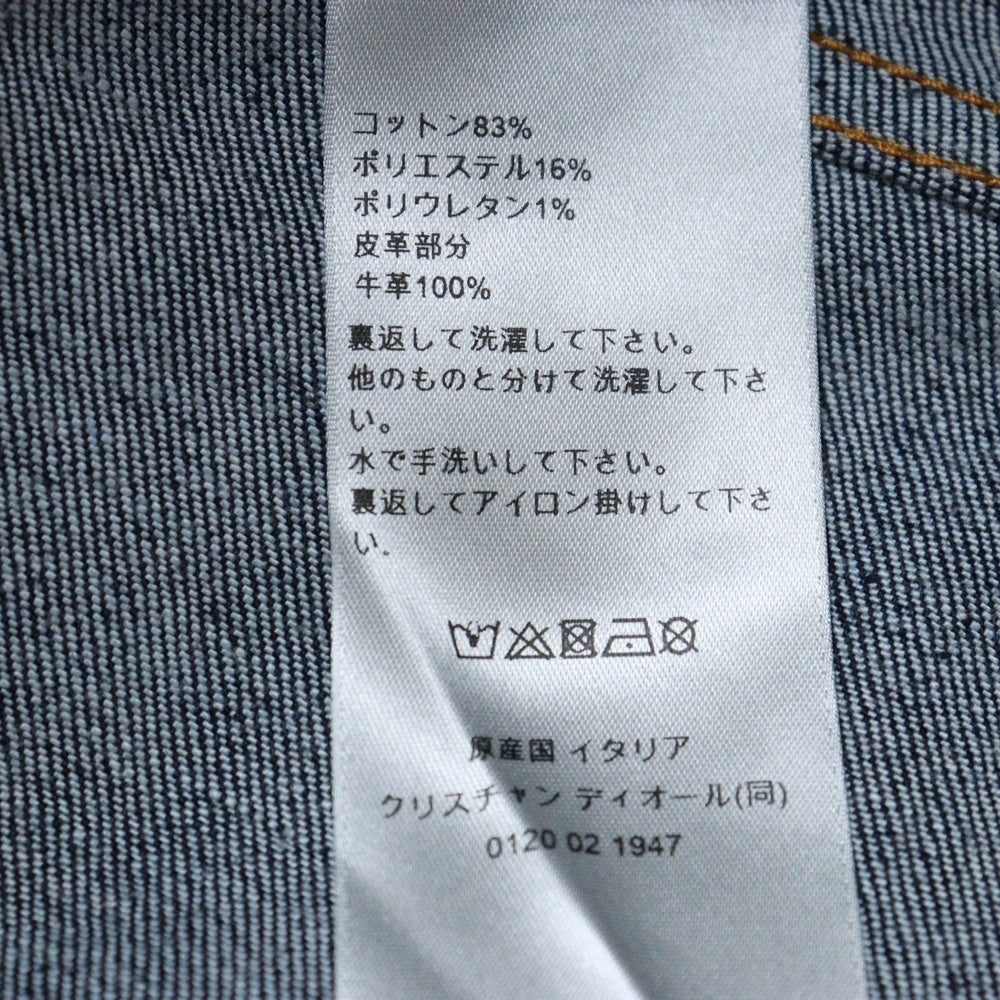 コットン83%
ポリエステル16%
ポリウレタン1%
皮革部分
牛革100%
裏返して洗濯して下さい。
他のものと分けて洗濯して下さ
い。
水で手洗いして下さい。
裏返してアイロン掛けして下さ
い.
原産国 イタリア
クリスチャン ディオール(同)
0120 02 1947